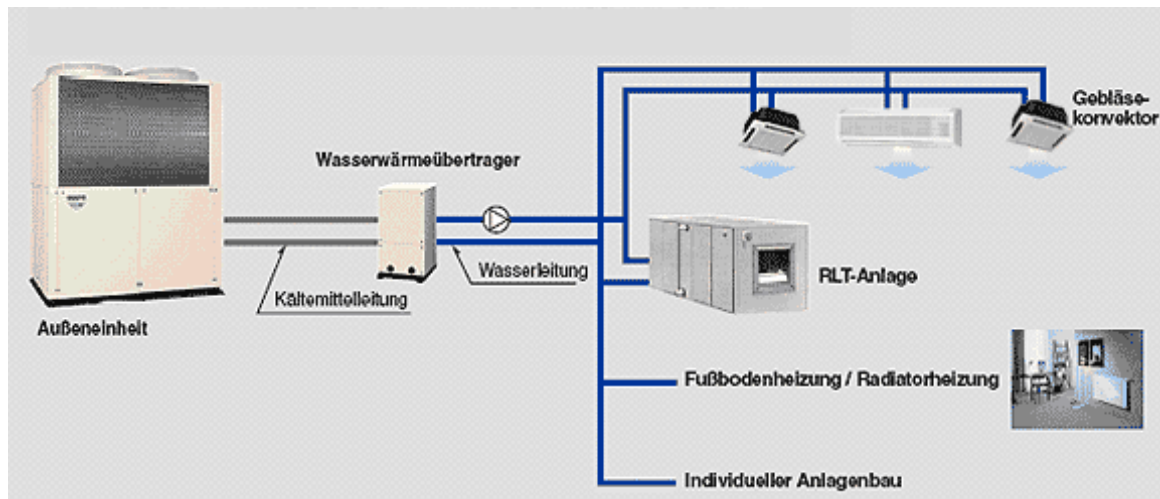 Gebläse-
konvektor
Wasserwärmeübertrager
Wasserleitung
RLT-Anlage
Kältemittelleitung
Außeneinheit
Fußbodenheizung / Radiatorheizung
Individueller Anlagenbau